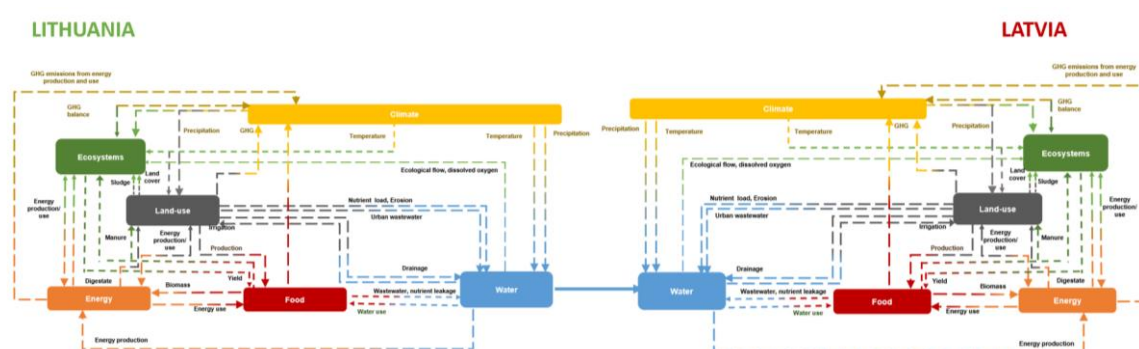 LITHUANIA
LATVIA
GHG emissions from energy
production and use
GHG
balance
Climate
Precipitation
GHG
Temperature
Temperature
Precipitation
Ecosystems
Ecological flow, dissolved oxygen
Sludge
Land
cover
Energy
production/
use
Land-use
Nutrient load, Erosion
Urban wastewater
Irrigation
Manure
Energy
production/
use
Production
Drainage
Digestate
Yield
Biomass
Energy
Food
Water
Wastewater, nutrient leakage
Energy use
Water use
Energy production
GHG emissions from energy
production and use
GHG
balance
Climate
Precipitation
Temperature
Temperature
GHG
Precipitation
Ecosystems
Ecological flow, dissolved oxygen
Land
cover
Sludge
Energy
production/
use
Nutrient load, Erosion
Urban wastewater
Land-use
Irrigation
Production
Energy
production/
use
Manure
Drainage
Yield
Digestate
Biomass
Water
Wastewater, nutrient leakage
Food
Energy
Water use
Energy use
Energy production